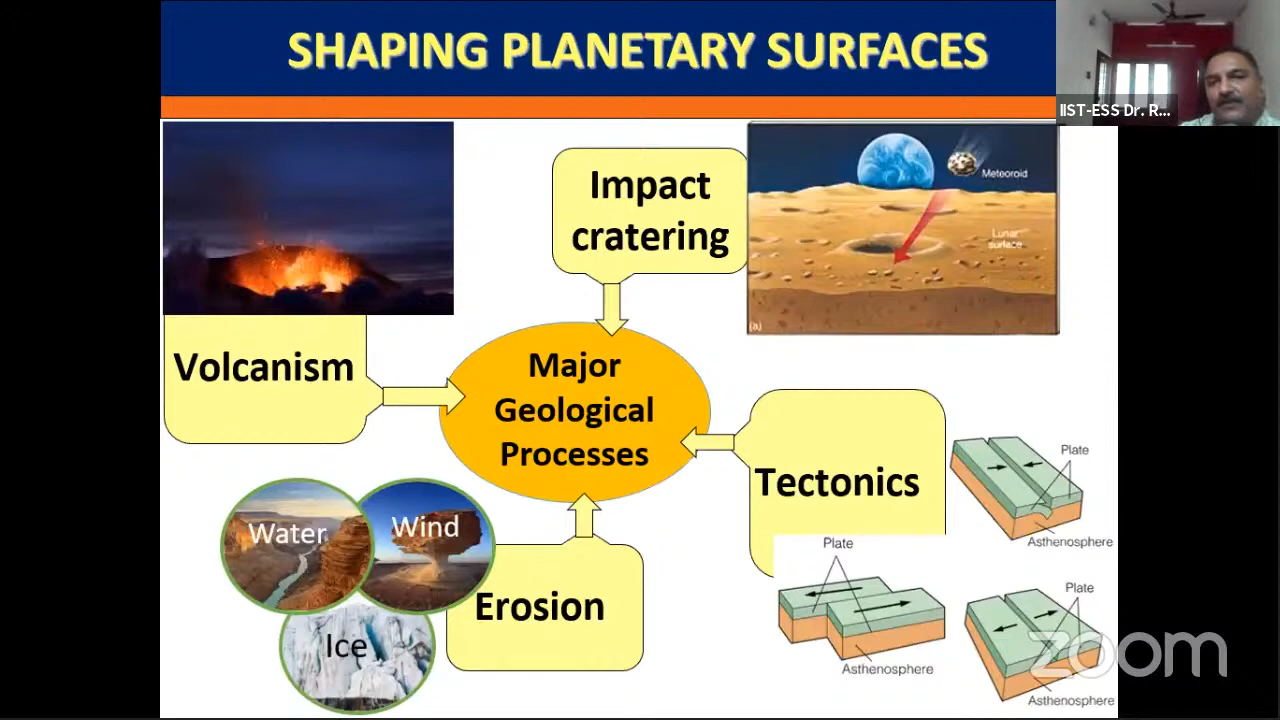 SHAPING PLANETARY SURFACES
IIST-ESS Dr. R...
Impact
cratering
Meteoroid
Lunar
surface
(a)
Volcanism
Major
Geological
Processes
Tectonics
Plate
Asthenosphere
Water
Wind
Ice
Erosion
Plate
Asthenosphere
Plate
Asthenosphere
zoom